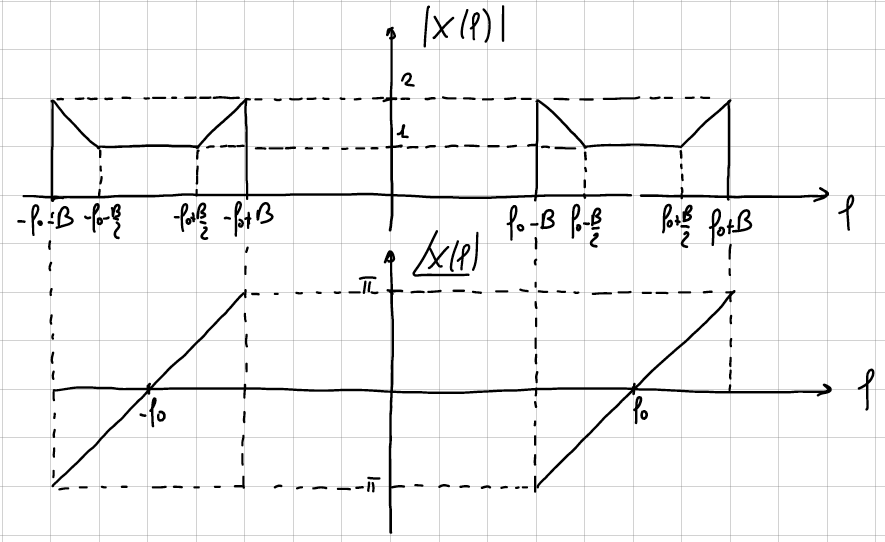 |X(f)|
2
1
-f0-B -f0-B/2 -f0+B/2 -f0+B f0-B f0-B/2 f0+B/2 f0+B f
∠X(f)
π
-f0 f0 f
-π